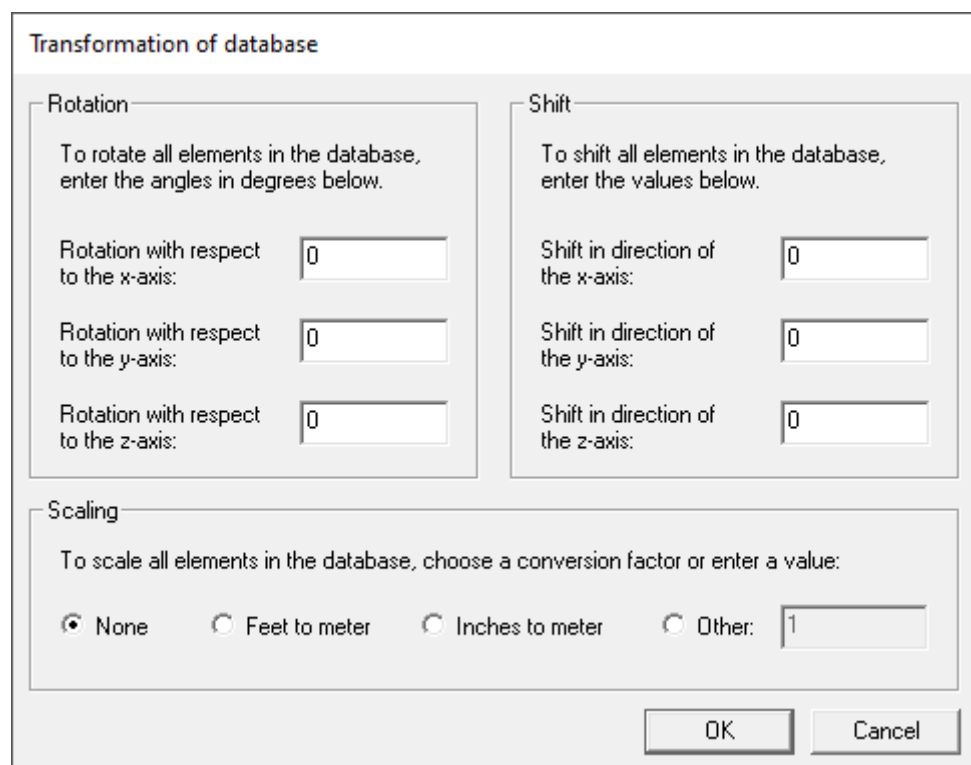 Transformation of database
Rotation
To rotate all elements in the database,
enter the angles in degrees below.
Rotation with respect
to the x-axis:
0
Rotation with respect
to the y-axis:
0
Rotation with respect
to the z-axis:
0
Shift
To shift all elements in the database,
enter the values below.
Shift in direction of
the x-axis:
0
Shift in direction of
the y-axis:
0
Shift in direction of
the z-axis:
0
Scaling
To scale all elements in the database, choose a conversion factor or enter a value:
None Feet to meter Inches to meter Other: 1
OK Cancel